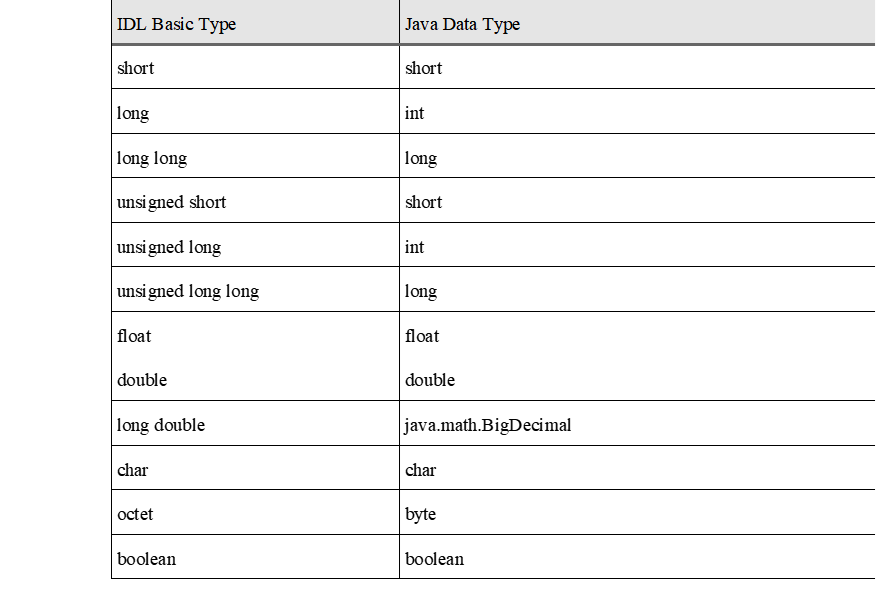 IDL Basic Type Java Data Type
short short
long int
long long long
unsigned short short
unsigned long int
unsigned long long long
float float
double double
long double java.math.BigDecimal
char char
octet byte
boolean boolean